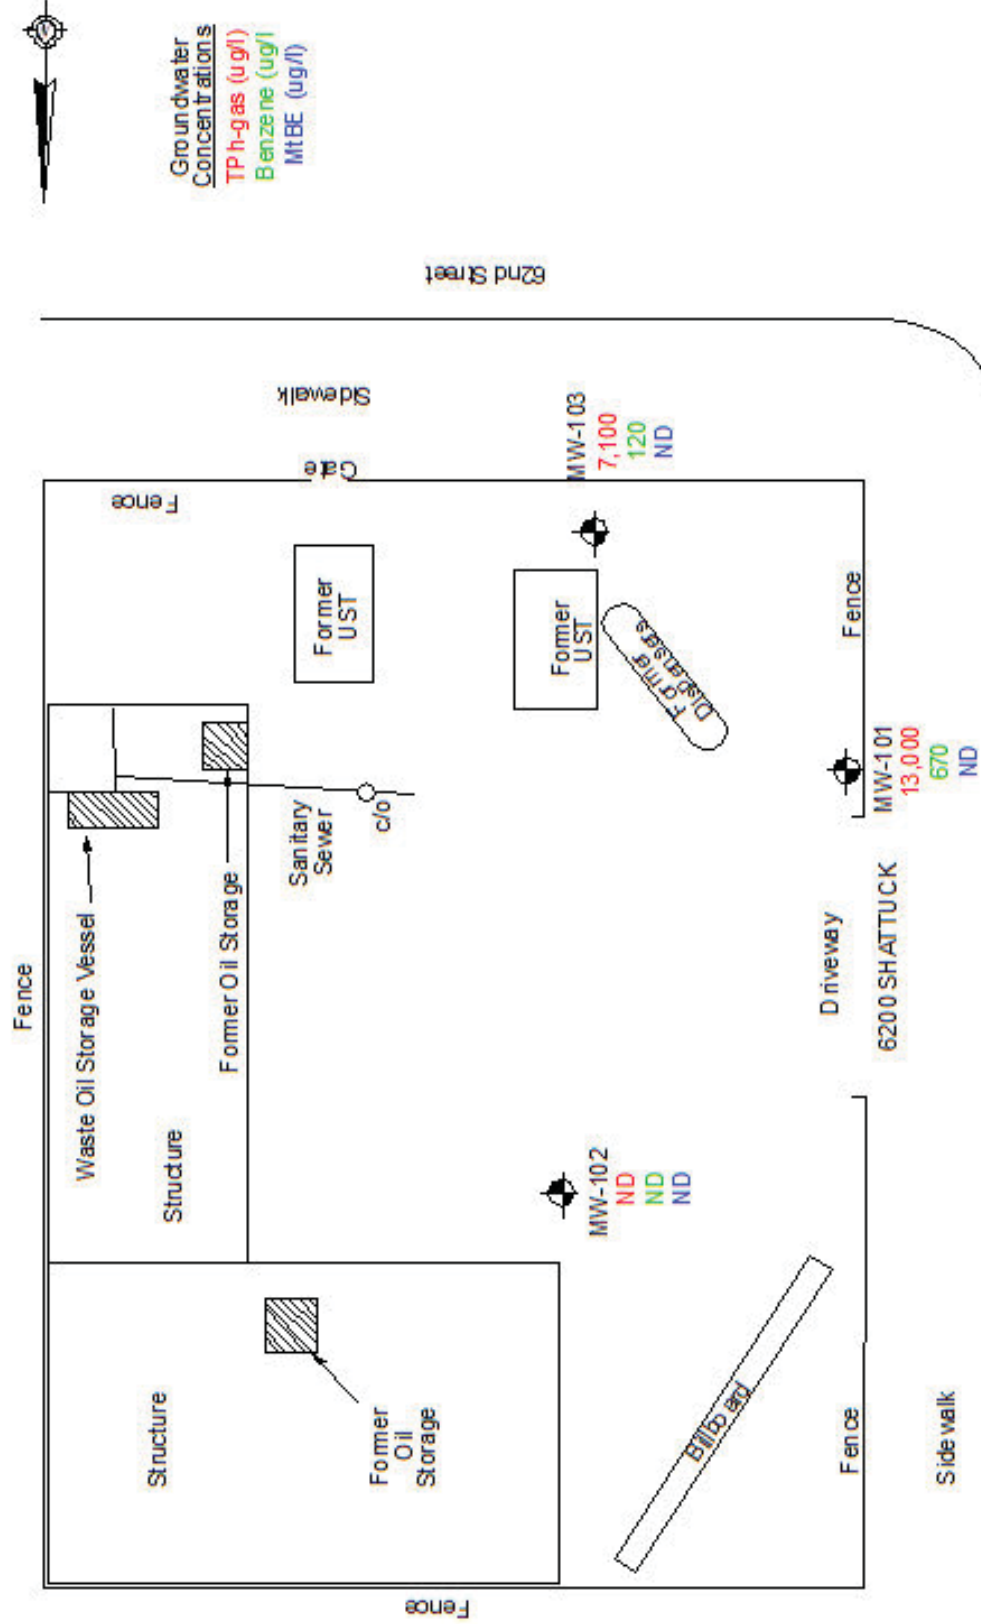 Groundwater
Concentrations
TPh-gas (ug/l)
Benzene (ug/l
MtBE (ug/l)
62nd Street
Sidewalk
Gate
Fence
MW-103
7,100
120
ND
Former
UST
Former
UST
Former
Dispensers
Fence
MW-101
13,000
670
ND
Fence
Waste Oil Storage Vessel
Former Oil Storage
Sanitary
Sewer
c/o
Structure
Driveway
6200 SHATTUCK
MW-102
ND
ND
ND
Structure
Former
Oil
Storage
Billboard
Fence
Sidewalk
Fence